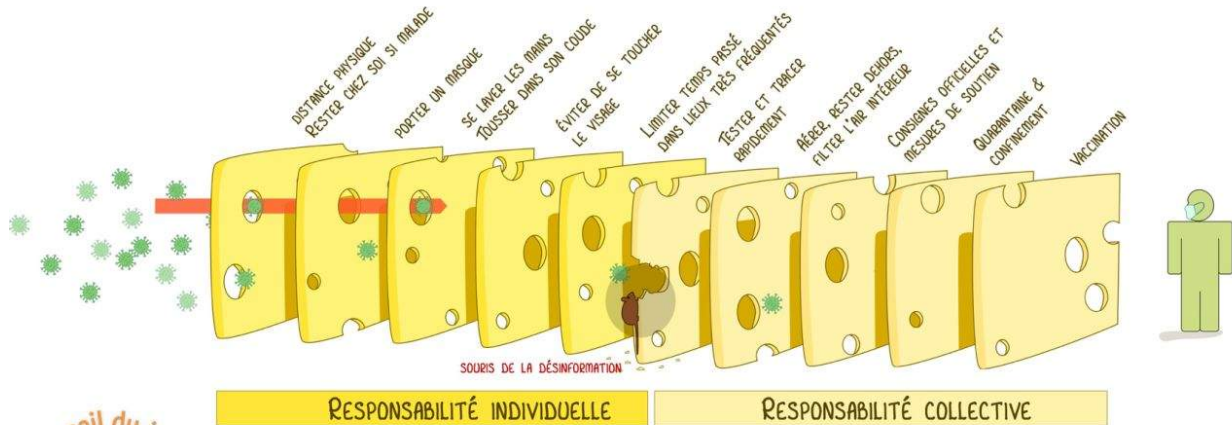 DISTANCE PHYSIQUE
RESTER CHEZ SOI SI MALADE
PORTER UN MASQUE
SE LAVER LES MAINS
TOUSSER DANS SON COUDE
ÉVITER DE SE TOUCHER
LE VISAGE
LIMITER TEMPS PASSÉ
DANS LIEUX TRÈS FRÉQUENTÉS
TESTER ET TRACER
RAPIDEMENT
AÉRER, RESTER DEHORS,
FILTER L'AIR INTÉRIEUR
CONSIGNES OFFICIELLES ET
MESURES DE SOUTIEN
QUARANTAINE &
CONFINEMENT
VACCINATION
SOURIS DE LA DÉSINFORMATION
RESPONSABILITÉ INDIVIDUELLE
RESPONSABILITÉ COLLECTIVE